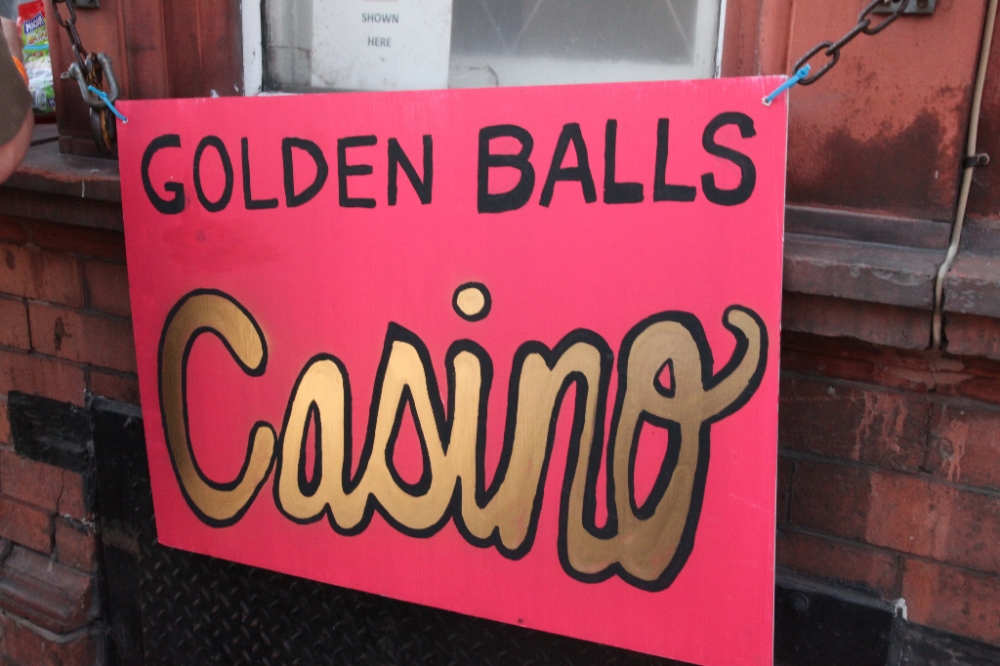 SHOWN
HERE
GOLDEN BALLS
Casino